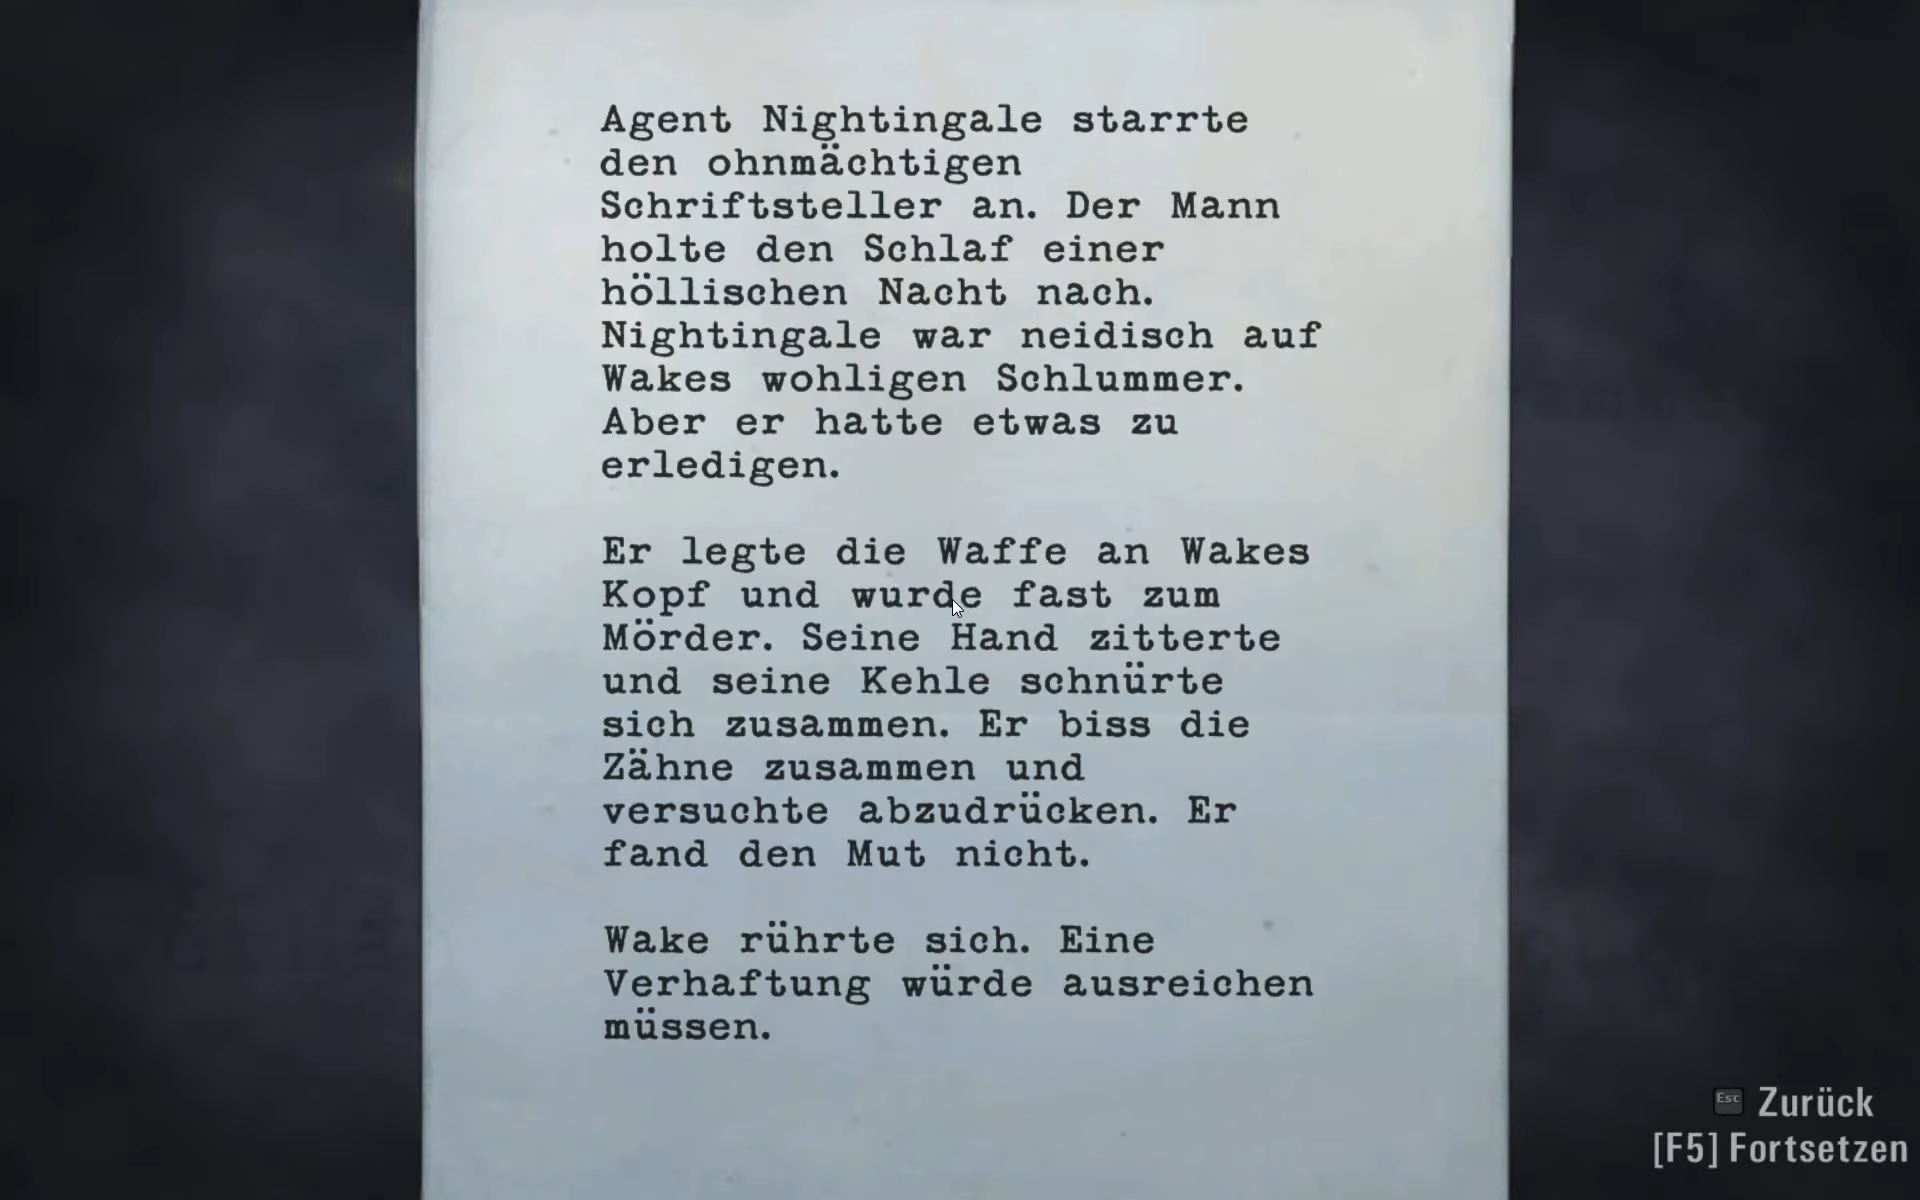 Agent Nightingale starrte
den ohnmächtigen
Schriftsteller an. Der Mann
holte den Schlaf einer
höllischen Nacht nach.
Nightingale war neidisch auf
Wakes wohligen Schlummer.
Aber er hatte etwas zu
erledigen.
Er legte die Waffe an Wakes
Kopf und wurde fast zum
Mörder. Seine Hand zitterte
und seine Kehle schnürte
sich zusammen. Er biss die
Zähne zusammen und
versuchte abzudrücken. Er
fand den Mut nicht.
Wake rührte sich. Eine
Verhaftung würde ausreichen
müssen.
Esc Zurück
[F5] Fortsetzen